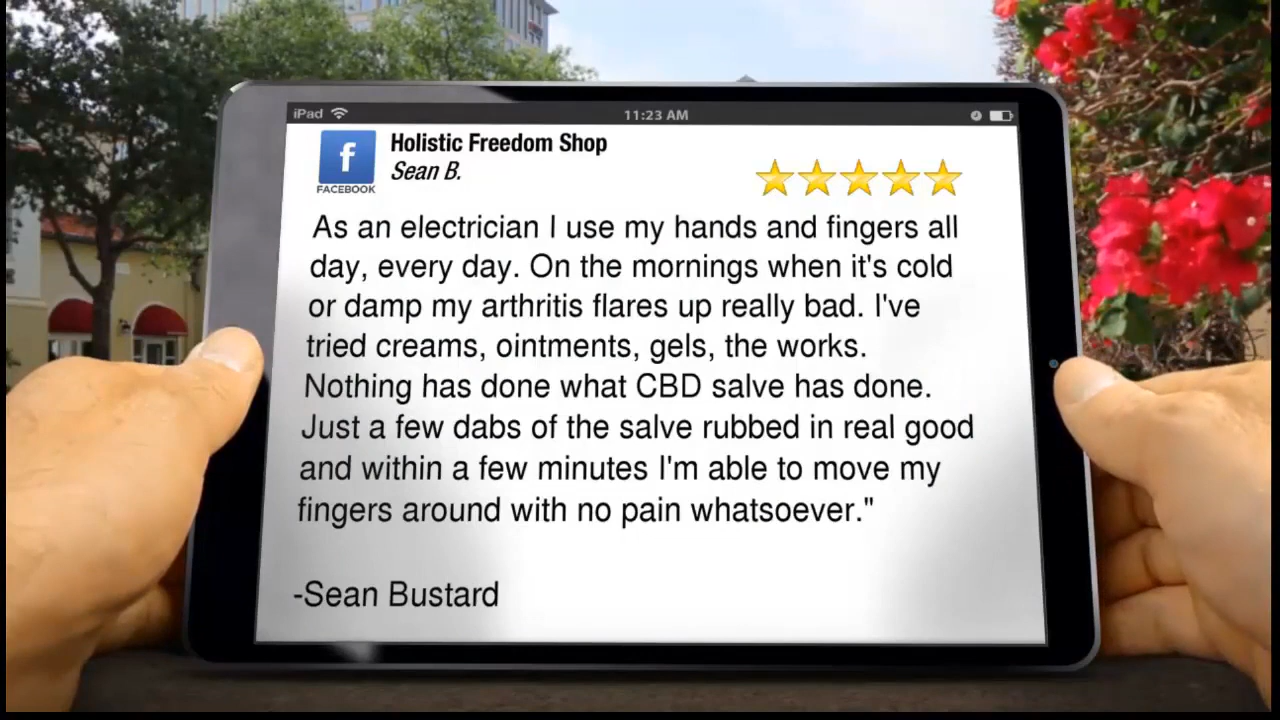 iPad 11:23 AM
f
FACEBOOK
Holistic Freedom Shop
Sean B.
As an electrician I use my hands and fingers all
day, every day. On the mornings when it's cold
or damp my arthritis flares up really bad. I've
tried creams, ointments, gels, the works.
Nothing has done what CBD salve has done.
Just a few dabs of the salve rubbed in real good
and within a few minutes I'm able to move my
fingers around with no pain whatsoever."
-Sean Bustard